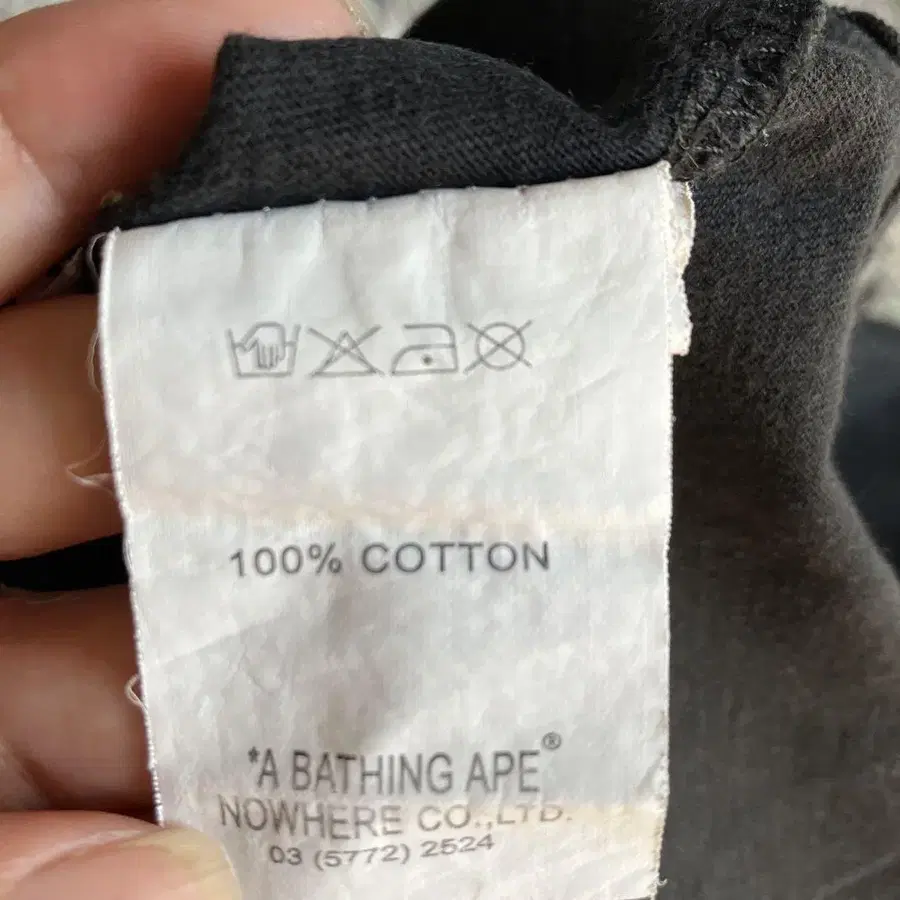 100% COTTON
*A BATHING APE®
NOWHERE CO.,LTD.
03 (5772) 2524